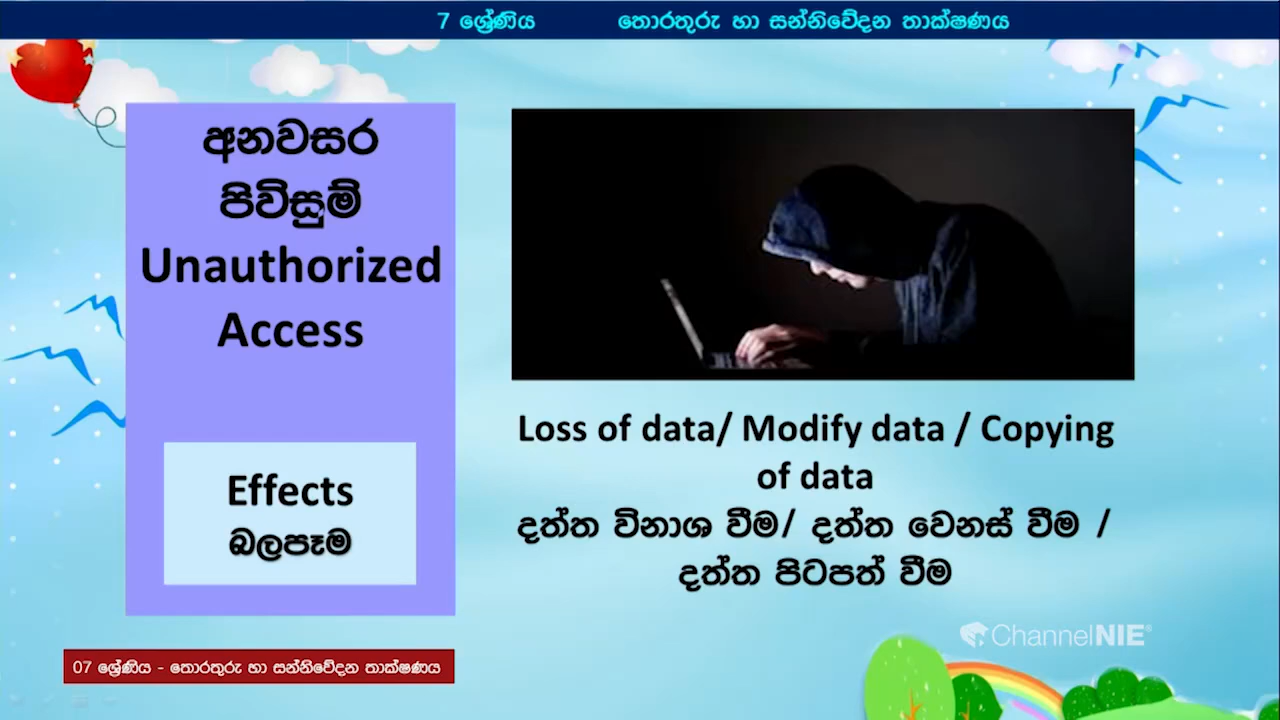 7 ශ්‍රේණිය තොරතුරු හා සන්නිවේදන තාක්ෂණය
අනවසර
පිවිසුම්
Unauthorized
Access
Effects
බලපෑම
Loss of data/ Modify data / Copying
of data
දත්ත විනාශ වීම/ දත්ත වෙනස් වීම /
දත්ත පිටපත් වීම
ChannelNIE
07 ශ්‍රේණිය - තොරතුරු හා සන්නිවේදන තාක්ෂණය